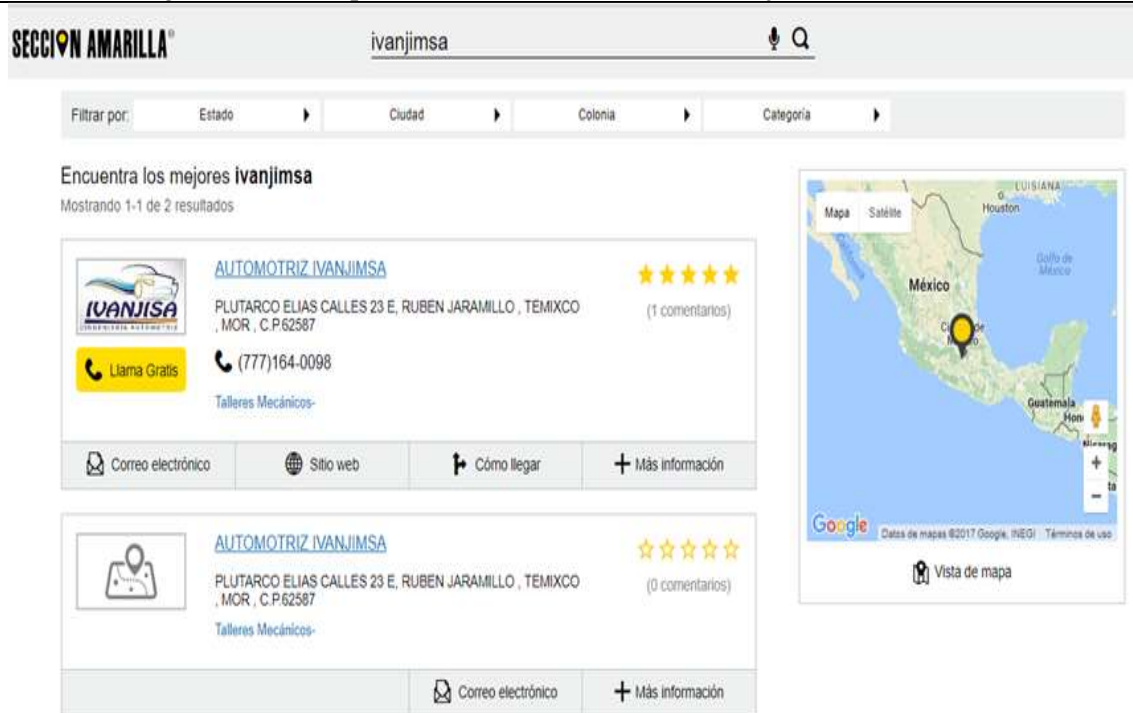 SECCIÓN AMARILLA®
ivanjimsa
Filtrar por:
Estado
Ciudad
Colonia
Categoría
Encuentra los mejores ivanjimsa
Mostrando 1-1 de 2 resultados
IVANJISA
Llama Gratis
AUTOMOTRIZ IVANJIMSA
PLUTARCO ELIAS CALLES 23 E, RUBEN JARAMILLO , TEMIXCO
, MOR , C.P.62587
(777)164-0098
Talleres Mecánicos-
(1 comentarios)
Correo electrónico
Sitio web
Cómo llegar
+ Más información
AUTOMOTRIZ IVANJIMSA
PLUTARCO ELIAS CALLES 23 E, RUBEN JARAMILLO , TEMIXCO
, MOR , C.P.62587
Talleres Mecánicos-
(0 comentarios)
Correo electrónico
+ Más información
Mapa
Satélite
LUISIANA
Houston
Golfo de
México
México
Guatemala
Google
Datos de mapas ©2017 Google, INEGI
Términos de uso
Vista de mapa